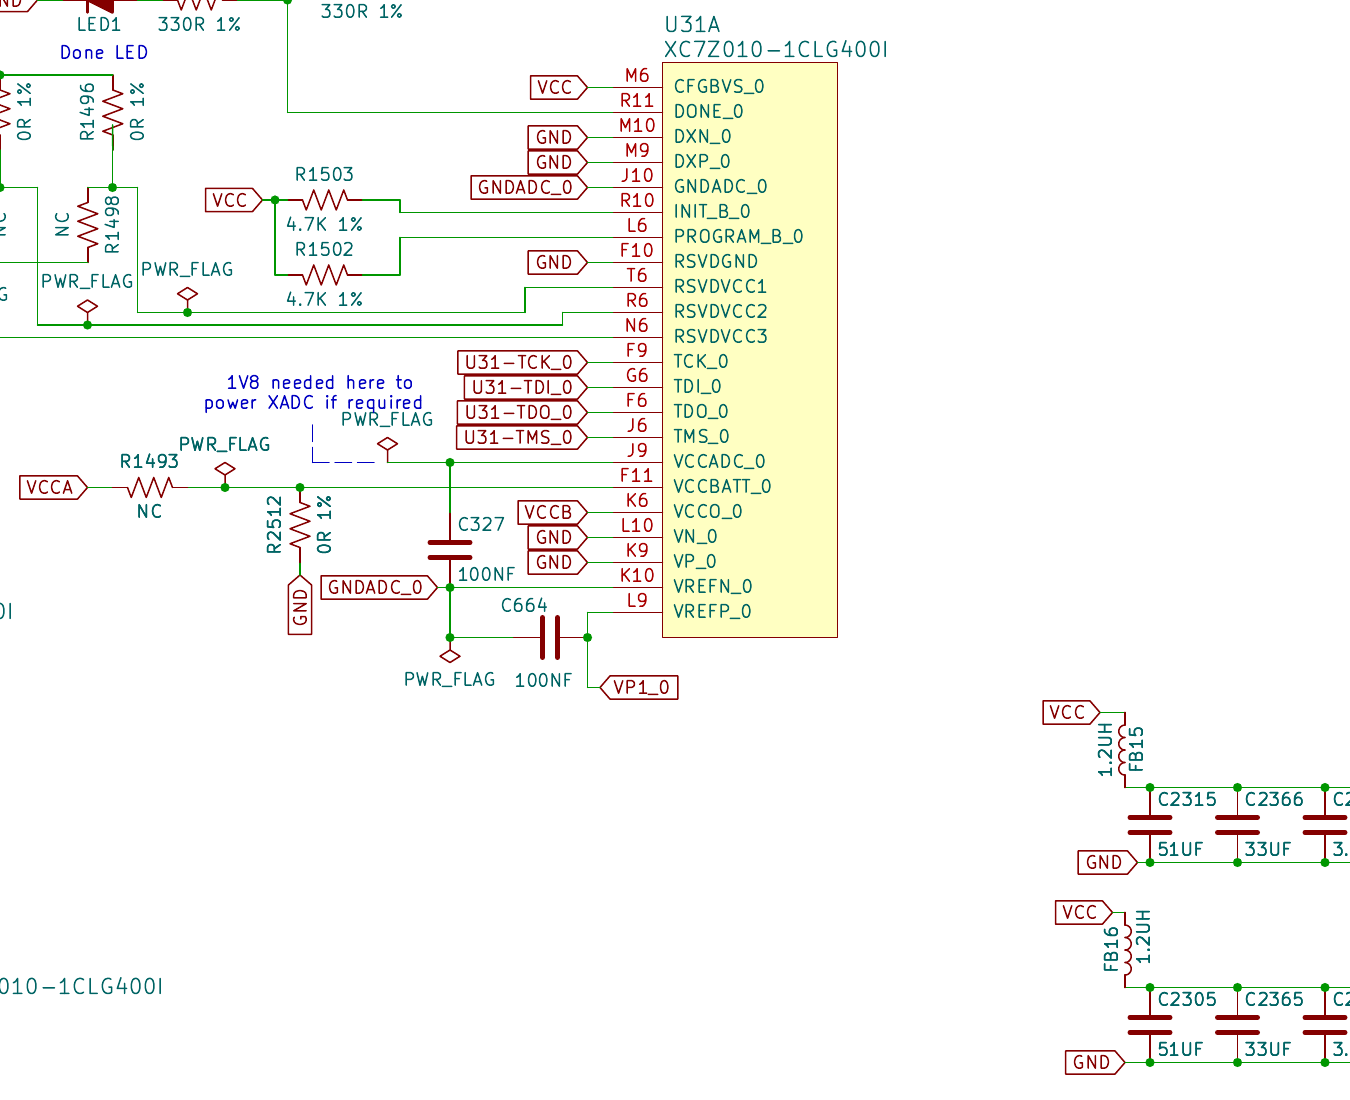 LED1
330R 1%
330R 1%
Done LED
U31A
XC7Z010-1CLG400I
0R 1%
R1496
0R 1%
NC
R1498
PWR_FLAG
PWR_FLAG
VCC
R1503
4.7K 1%
R1502
4.7K 1%
VCC
M6
CFGBVS_0
R11
DONE_0
GND
M10
DXN_0
GND
M9
DXP_0
GNDADC_0
J10
GNDADC_0
R10
INIT_B_0
L6
PROGRAM_B_0
GND
F10
RSVDGND
T6
RSVDVCC1
R6
RSVDVCC2
N6
RSVDVCC3
U31-TCK_0
F9
TCK_0
U31-TDI_0
G6
TDI_0
U31-TDO_0
F6
TDO_0
U31-TMS_0
J6
TMS_0
J9
VCCADC_0
F11
VCCBATT_0
VCCB
K6
VCCO_0
GND
L10
VN_0
GND
K9
VP_0
K10
VREFN_0
L9
VREFP_0
1V8 needed here to
power XADC if required
PWR_FLAG
PWR_FLAG
VCCA
R1493
NC
R2512
0R 1%
GND
C327
100NF
GNDADC_0
C664
100NF
PWR_FLAG
VP1_0
010-1CLG400I
VCC
1.2UH
FB15
C2315
51UF
C2366
33UF
GND
VCC
FB16
1.2UH
C2305
51UF
C2365
33UF
GND